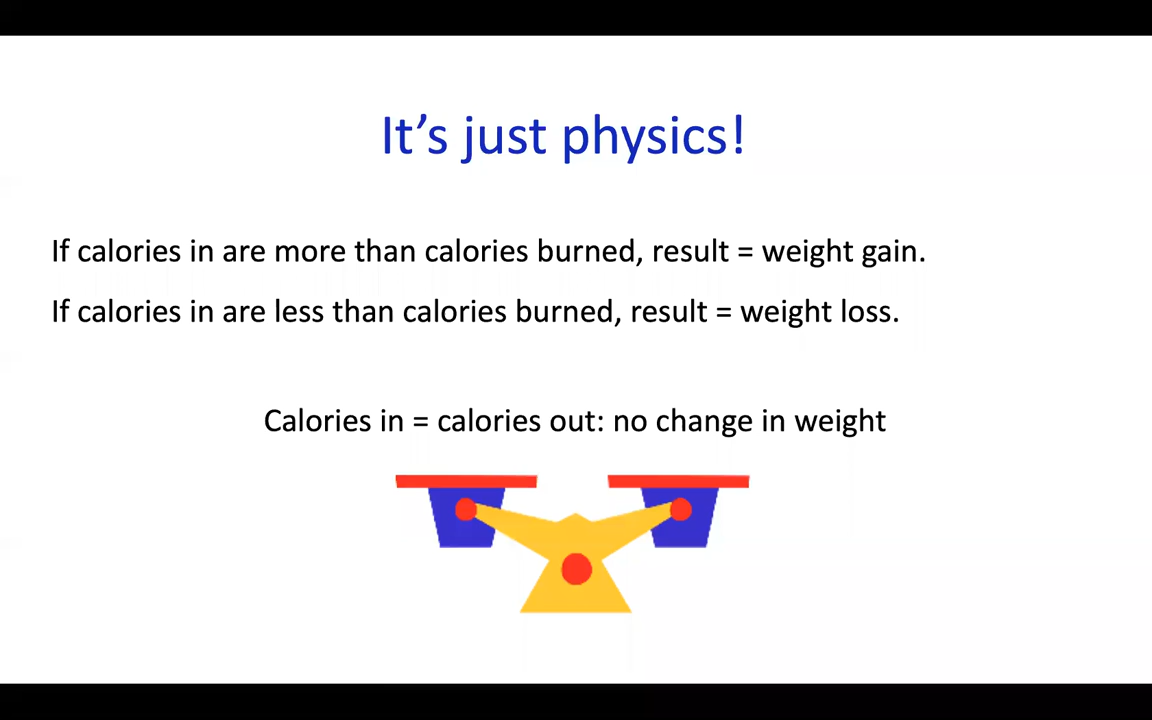 It’s just physics!
If calories in are more than calories burned, result = weight gain.
If calories in are less than calories burned, result = weight loss.
Calories in = calories out: no change in weight